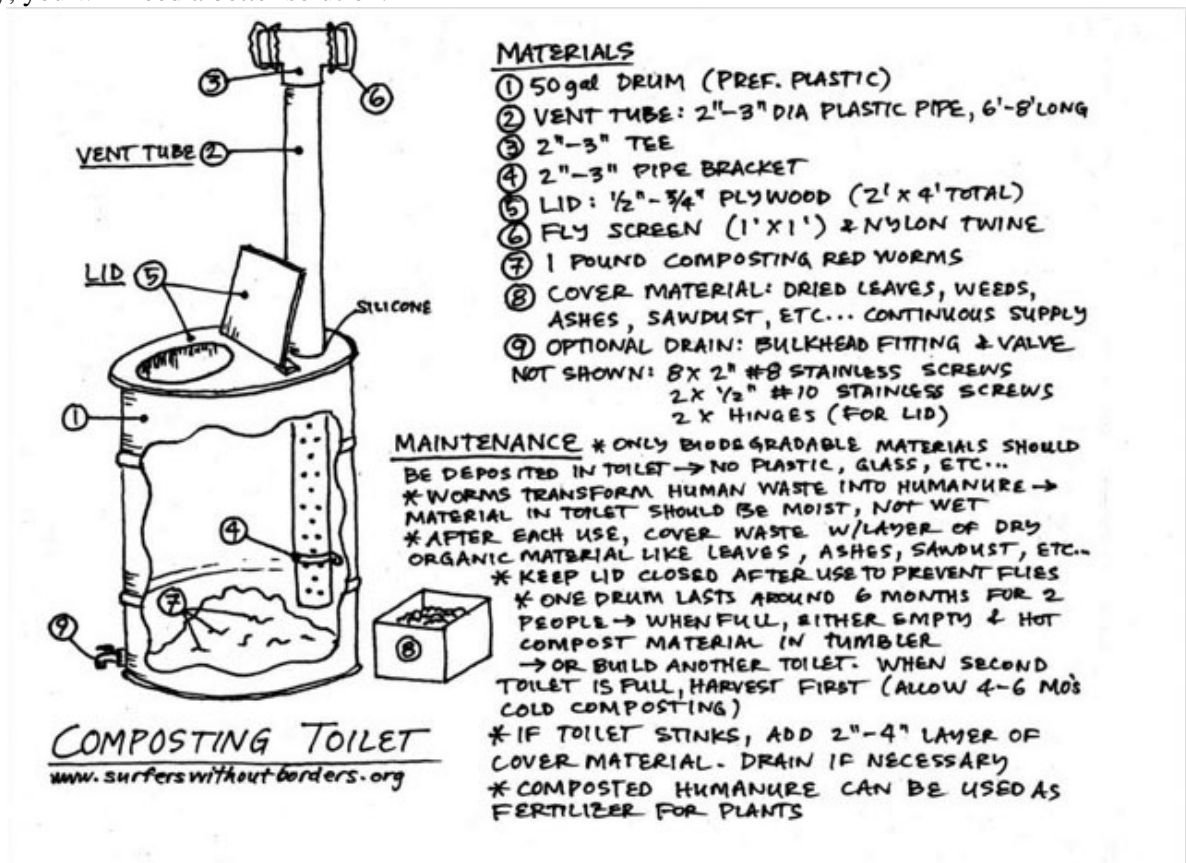 you will need a better solution.
MATERIALS
① 50 gal DRUM (PREF. PLASTIC)
② VENT TUBE: 2"-3" DIA PLASTIC PIPE, 6'-8' LONG
③ 2"-3" TEE
④ 2"-3" PIPE BRACKET
⑤ LID: 1/2"-3/4" PLYWOOD (2' x 4' TOTAL)
⑥ FLY SCREEN (1' X 1') & NYLON TWINE
⑦ 1 POUND COMPOSTING RED WORMS
⑧ COVER MATERIAL: DRIED LEAVES, WEEDS,
ASHES, SAWDUST, ETC... CONTINUOUS SUPPLY
⑨ OPTIONAL DRAIN: BULKHEAD FITTING & VALVE
NOT SHOWN: 8 X 2" #8 STAINLESS SCREWS
2 X 1/2" #10 STAINLESS SCREWS
2 X HINGES (FOR LID)
③
⑥
VENT TUBE ②
LID ⑤
SILICONE
①
④
⑦
⑨
⑧
MAINTENANCE * ONLY BIODEGRADABLE MATERIALS SHOULD
BE DEPOSITED IN TOILET → NO PLASTIC, GLASS, ETC...
* WORMS TRANSFORM HUMAN WASTE INTO HUMANURE →
MATERIAL IN TOILET SHOULD BE MOIST, NOT WET
* AFTER EACH USE, COVER WASTE W/LAYER OF DRY
ORGANIC MATERIAL LIKE LEAVES, ASHES, SAWDUST, ETC...
* KEEP LID CLOSED AFTER USE TO PREVENT FLIES
* ONE DRUM LASTS AROUND 6 MONTHS FOR 2
PEOPLE → WHEN FULL, EITHER EMPTY & HOT
COMPOST MATERIAL IN TUMBLER
→ OR BUILD ANOTHER TOILET. WHEN SECOND
TOILET IS FULL, HARVEST FIRST (ALLOW 4-6 MO'S
COLD COMPOSTING)
* IF TOILET STINKS, ADD 2"-4" LAYER OF
COVER MATERIAL. DRAIN IF NECESSARY
* COMPOSTED HUMANURE CAN BE USED AS
FERTILIZER FOR PLANTS
COMPOSTING TOILET
www.surferswithoutborders.org